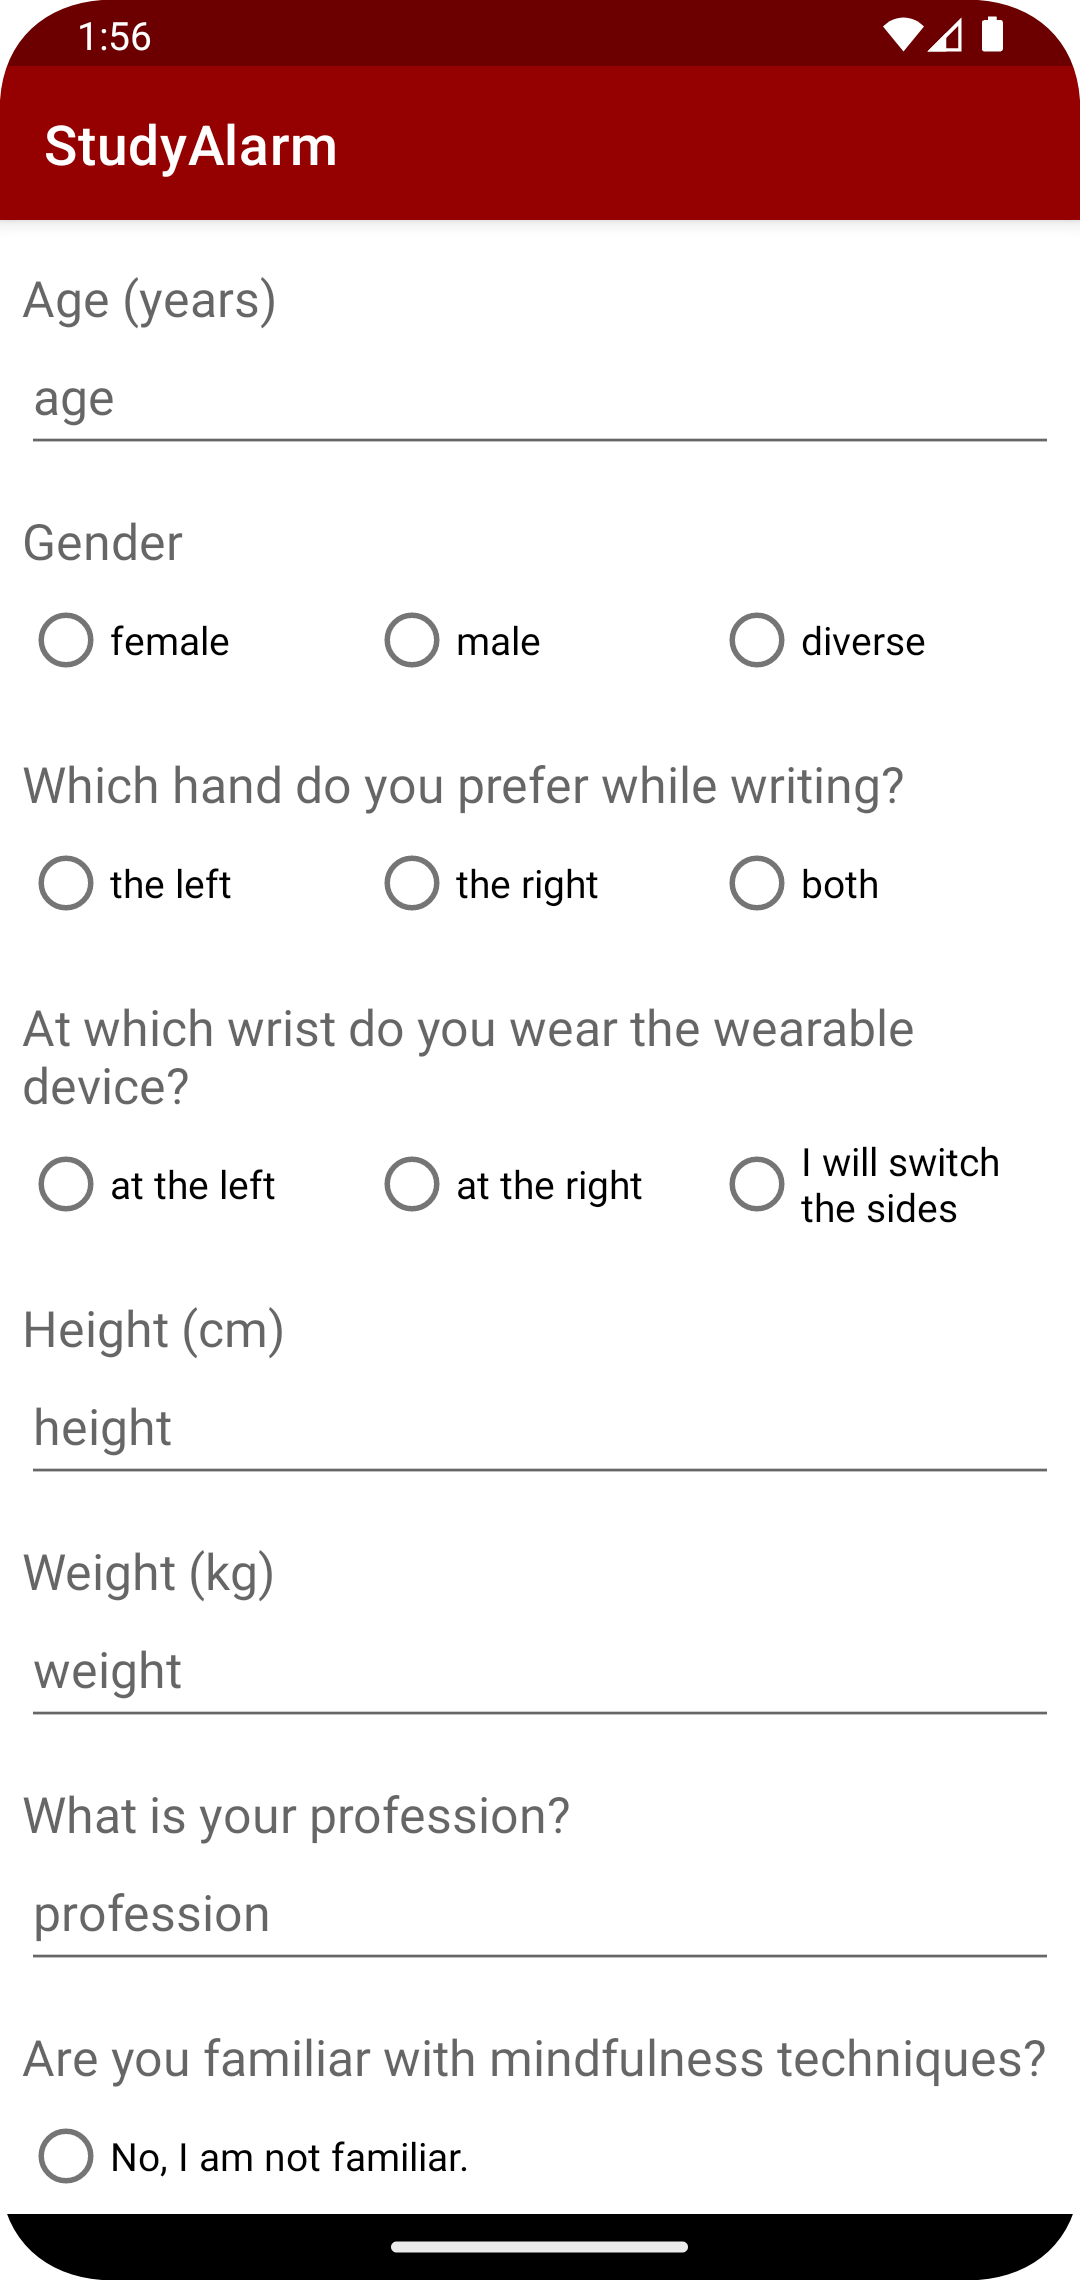 1:56
StudyAlarm
Age (years)
age
Gender
female male diverse
Which hand do you prefer while writing?
the left the right both
At which wrist do you wear the wearable
device?
at the left at the right I will switch
the sides
Height (cm)
height
Weight (kg)
weight
What is your profession?
profession
Are you familiar with mindfulness techniques?
No, I am not familiar.